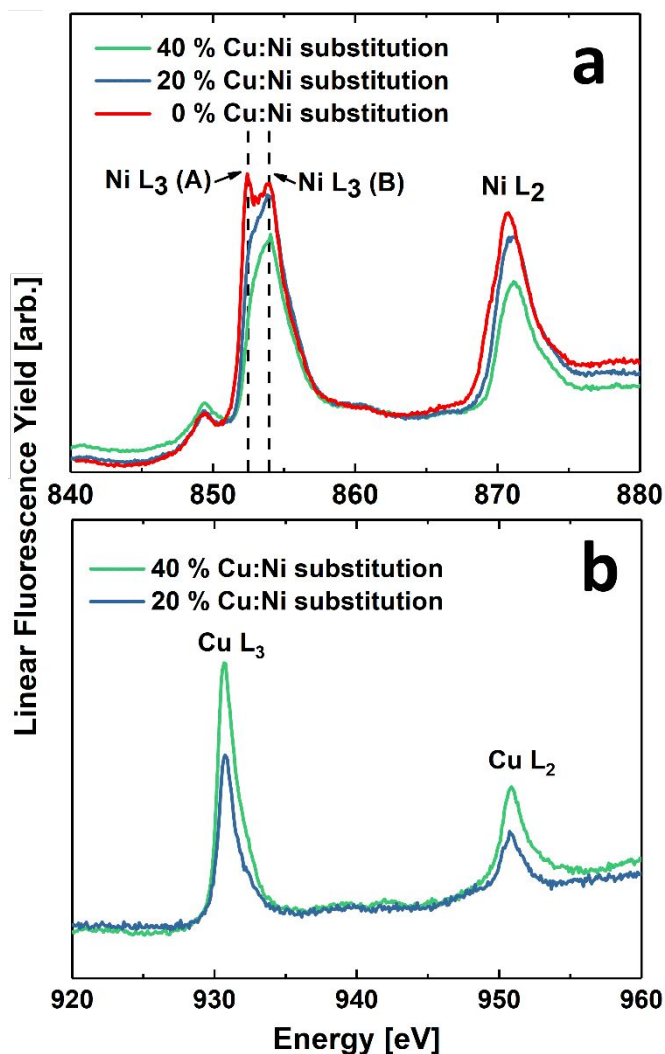 40 % Cu:Ni substitution
20 % Cu:Ni substitution
0 % Cu:Ni substitution
a
Ni L3 (A)
Ni L3 (B)
Ni L2
840 850 860 870 880
40 % Cu:Ni substitution
20 % Cu:Ni substitution
b
Cu L3
Cu L2
920 930 940 950 960
Energy [eV]
Linear Fluorescence Yield [arb.]